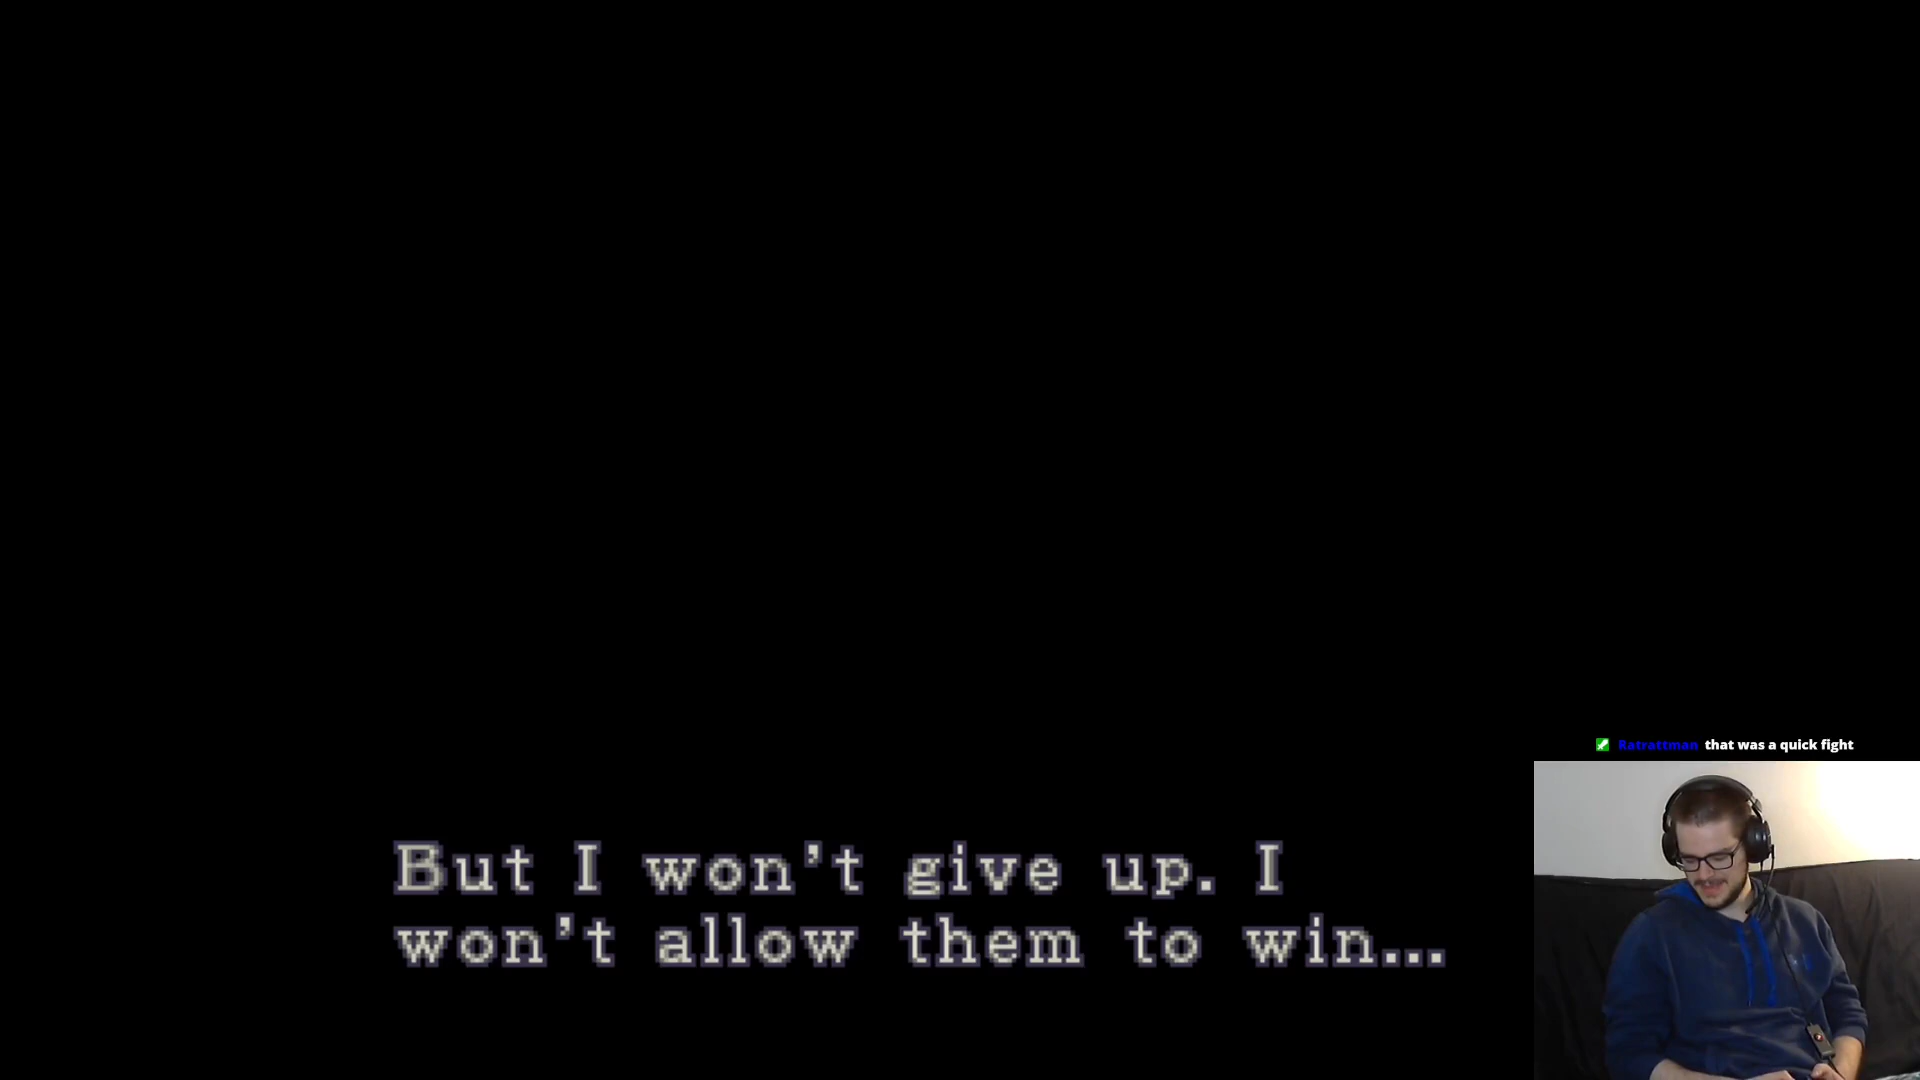 Ratrattman that was a quick fight
But I won't give up. I
won't allow them to win...